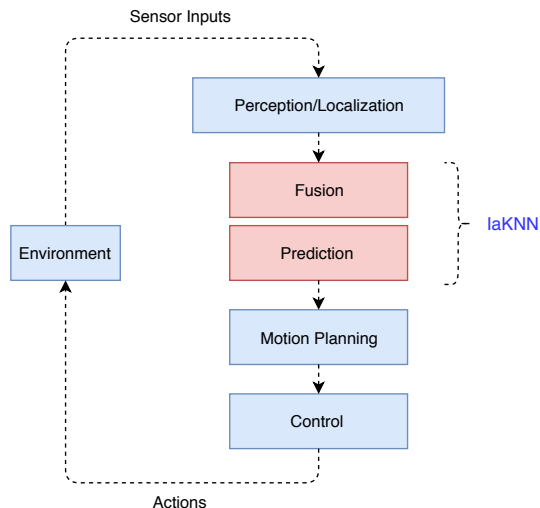 Sensor Inputs
Perception/Localization
Fusion
IaKNN
Environment
Prediction
Motion Planning
Control
Actions